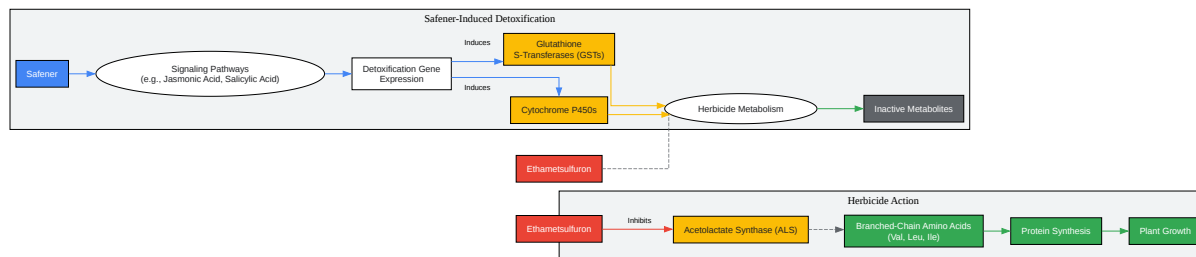 Safener-Induced Detoxification
Safener
Signaling Pathways
(e.g., Jasmonic Acid, Salicylic Acid)
Detoxification Gene
Expression
Induces
Induces
Glutathione
S-Transferases (GSTs)
Cytochrome P450s
Herbicide Metabolism
Inactive Metabolites
Ethametsulfuron
Herbicide Action
Ethametsulfuron
Inhibits
Acetolactate Synthase (ALS)
Branched-Chain Amino Acids
(Val, Leu, Ile)
Protein Synthesis
Plant Growth